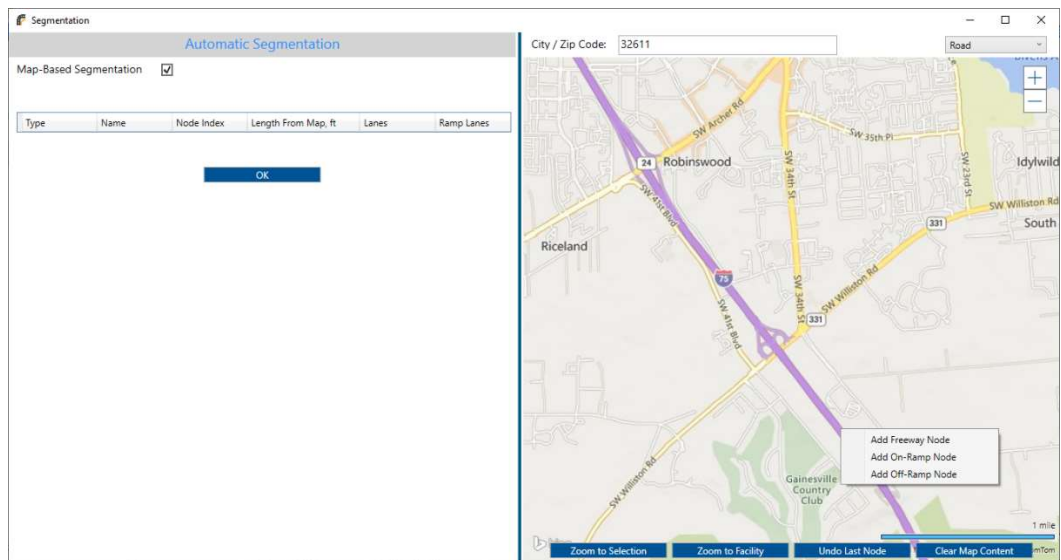 Segmentation
Automatic Segmentation
Map-Based Segmentation
Type Name Node Index Length From Map, ft Lanes Ramp Lanes
OK
City / Zip Code: 32611
Road
SW Archer Rd
SW 35th Pl
24
Robinswood
SW 34th St
SW 23rd St
Idylwild
SW 41st Blvd
SW Williston Rd
331
South
Riceland
75
SW 34th St
SW Williston Rd
SW 41st Blvd
331
Add Freeway Node
Add On-Ramp Node
Add Off-Ramp Node
Gainesville
Country
Club
SW Williston Rd
1 mile
Zoom to Selection Zoom to Facility Undo Last Node Clear Map Content